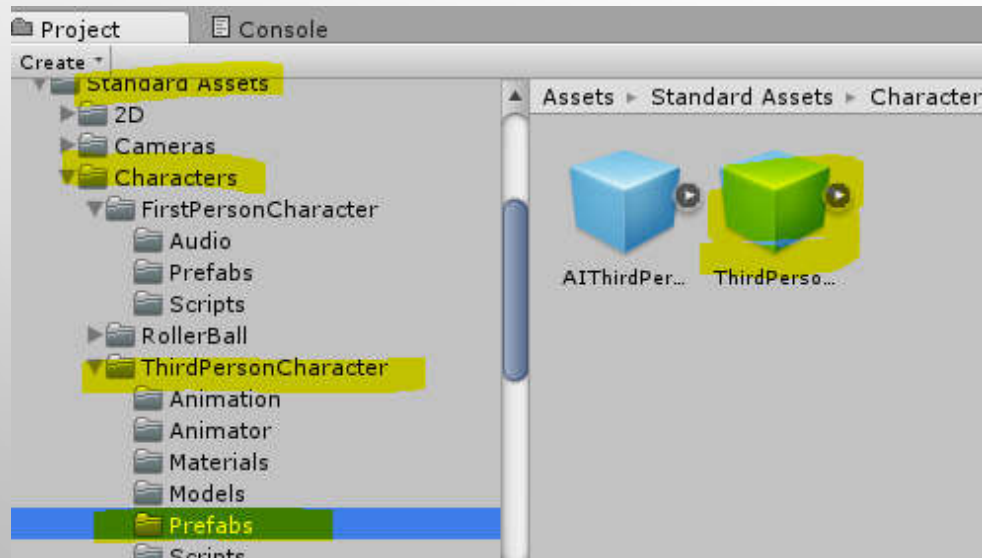 Project
Console
Create
Standard Assets
2D
Cameras
Characters
FirstPersonCharacter
Audio
Prefabs
Scripts
RollerBall
ThirdPersonCharacter
Animation
Animator
Materials
Models
Prefabs
Scripts
Assets ▸ Standard Assets ▸ Character
AIThirdPer...
ThirdPerso...